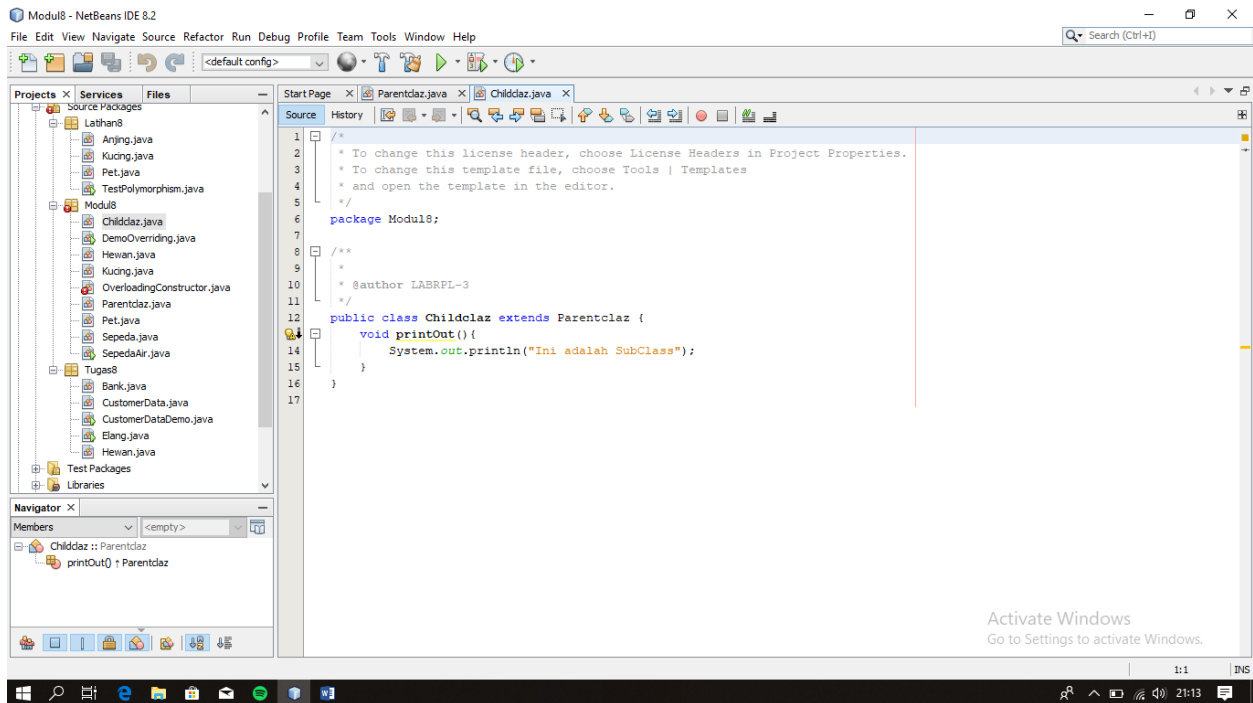 Modul8 - NetBeans IDE 8.2
File Edit View Navigate Source Refactor Run Debug Profile Team Tools Window Help
Search (Ctrl+I)
<default config>
Projects Services Files
Start Page Parentclaz.java Childclaz.java
Source History
Source Packages
Latihan8
Anjing.java
Kucing.java
Pet.java
TestPolymorphism.java
Modul8
Childclaz.java
DemoOverriding.java
Hewan.java
Kucing.java
OverloadingConstructor.java
Parentclaz.java
Pet.java
Sepeda.java
SepedaAir.java
Tugas8
Bank.java
CustomerData.java
CustomerDataDemo.java
Elang.java
Hewan.java
Test Packages
Libraries
1 /*
2 * To change this license header, choose License Headers in Project Properties.
3 * To change this template file, choose Tools | Templates
4 * and open the template in the editor.
5 */
6 package Modul8;
7
8 /**
9 *
10 * @author LABRPL-3
11 */
12 public class Childclaz extends Parentclaz {
void printOut(){
14 System.out.println("Ini adalah SubClass");
15 }
16 }
17
Navigator
Members <empty>
Childclaz :: Parentclaz
printOut() ↑ Parentclaz
Activate Windows
Go to Settings to activate Windows.
1:1 INS
21:13